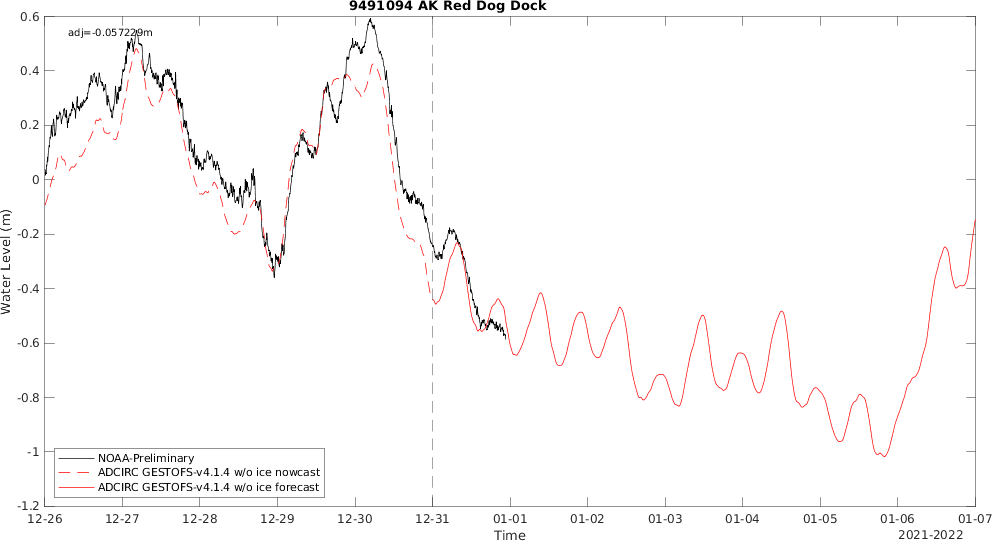 9491094 AK Red Dog Dock
adj=-0.057229m
0.6
0.4
0.2
0
-0.2
-0.4
-0.6
-0.8
-1
-1.2
Water Level (m)
NOAA-Preliminary
ADCIRC GESTOFS-v4.1.4 w/o ice nowcast
ADCIRC GESTOFS-v4.1.4 w/o ice forecast
12-26 12-27 12-28 12-29 12-30 12-31 01-01 01-02 01-03 01-04 01-05 01-06 01-07
Time
2021-2022